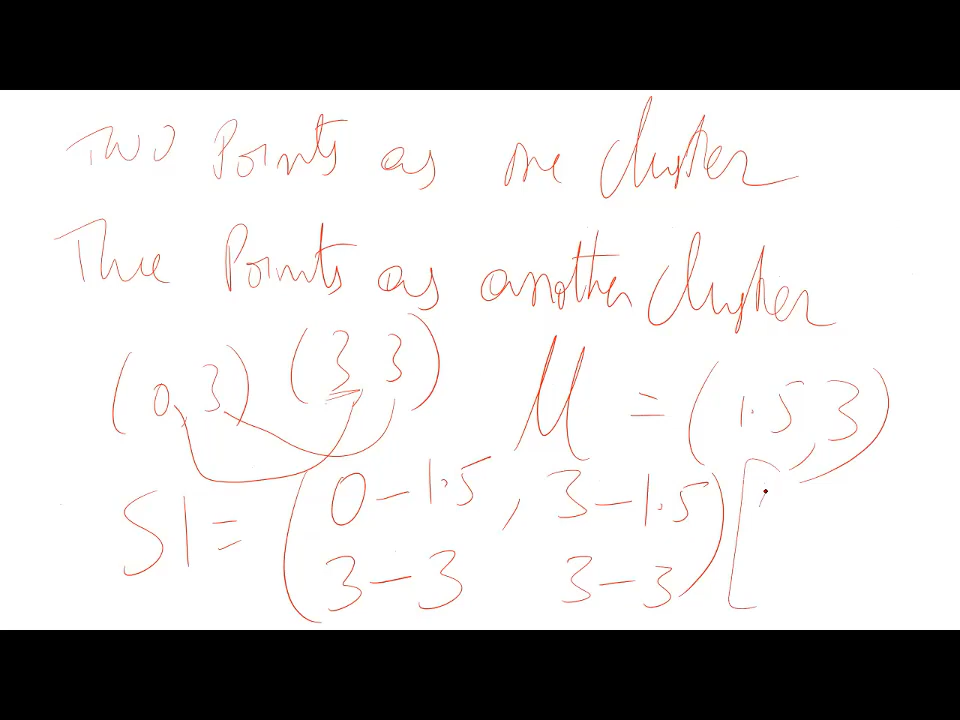 Two Points as one cluster
Three Points as another cluster
(0,3) (3,3) μ = (1.5,3)
S1 = (0-1.5, 3-1.5) [
3-3 3-3